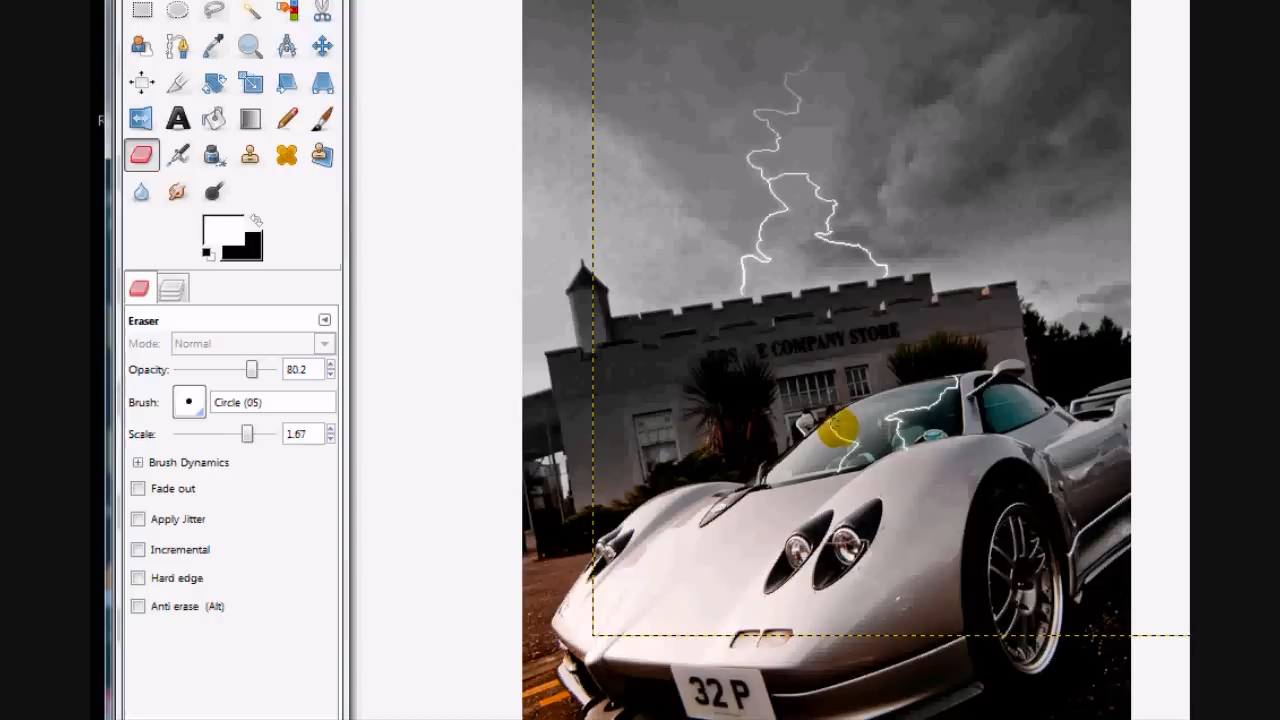 Eraser
Mode: Normal
Opacity: 80.2
Brush: Circle (05)
Scale: 1.67
Brush Dynamics
Fade out
Apply Jitter
Incremental
Hard edge
Anti erase (Alt)
E COMPANY STORE
32 P